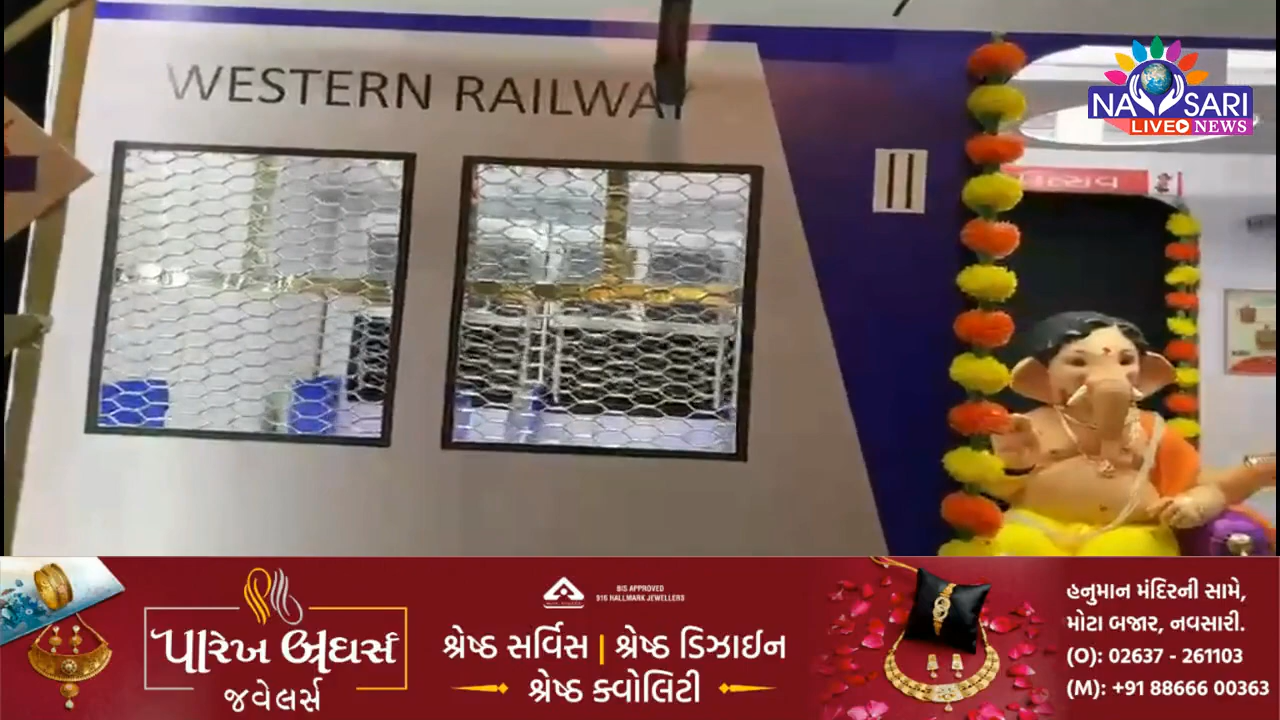 WESTERN RAILWAY
NAVSARI
LIVE NEWS
II
પારેખ બ્રધર્સ
જવેલર્સ
BIS APPROVED
916 HALLMARK JEWELLERS
શ્રેષ્ઠ સર્વિસ | શ્રેષ્ઠ ડિઝાઈન
શ્રેષ્ઠ ક્વોલિટી
હનુમાન મંદિરની સામે,
મોટા બજાર, નવસારી.
(O): 02637 - 261103
(M): +91 88666 00363